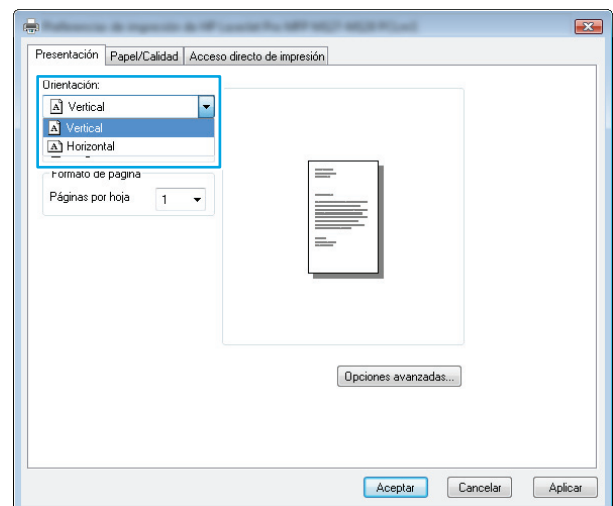 Presentación Papel/Calidad Acceso directo de impresión
Orientación:
Vertical
Vertical
Horizontal
Formato de página
Páginas por hoja 1
Opciones avanzadas...
Aceptar Cancelar Aplicar